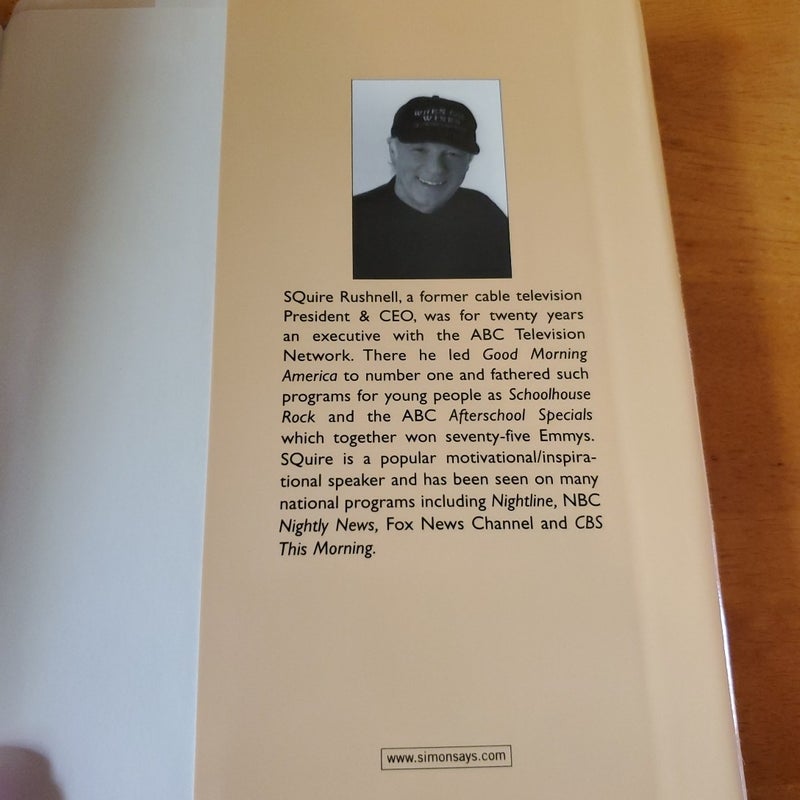 WHEN GOD
WINKS
SQuire Rushnell, a former cable television
President & CEO, was for twenty years
an executive with the ABC Television
Network. There he led Good Morning
America to number one and fathered such
programs for young people as Schoolhouse
Rock and the ABC Afterschool Specials
which together won seventy-five Emmys.
SQuire is a popular motivational/inspira-
tional speaker and has been seen on many
national programs including Nightline, NBC
Nightly News, Fox News Channel and CBS
This Morning.
www.simonsays.com